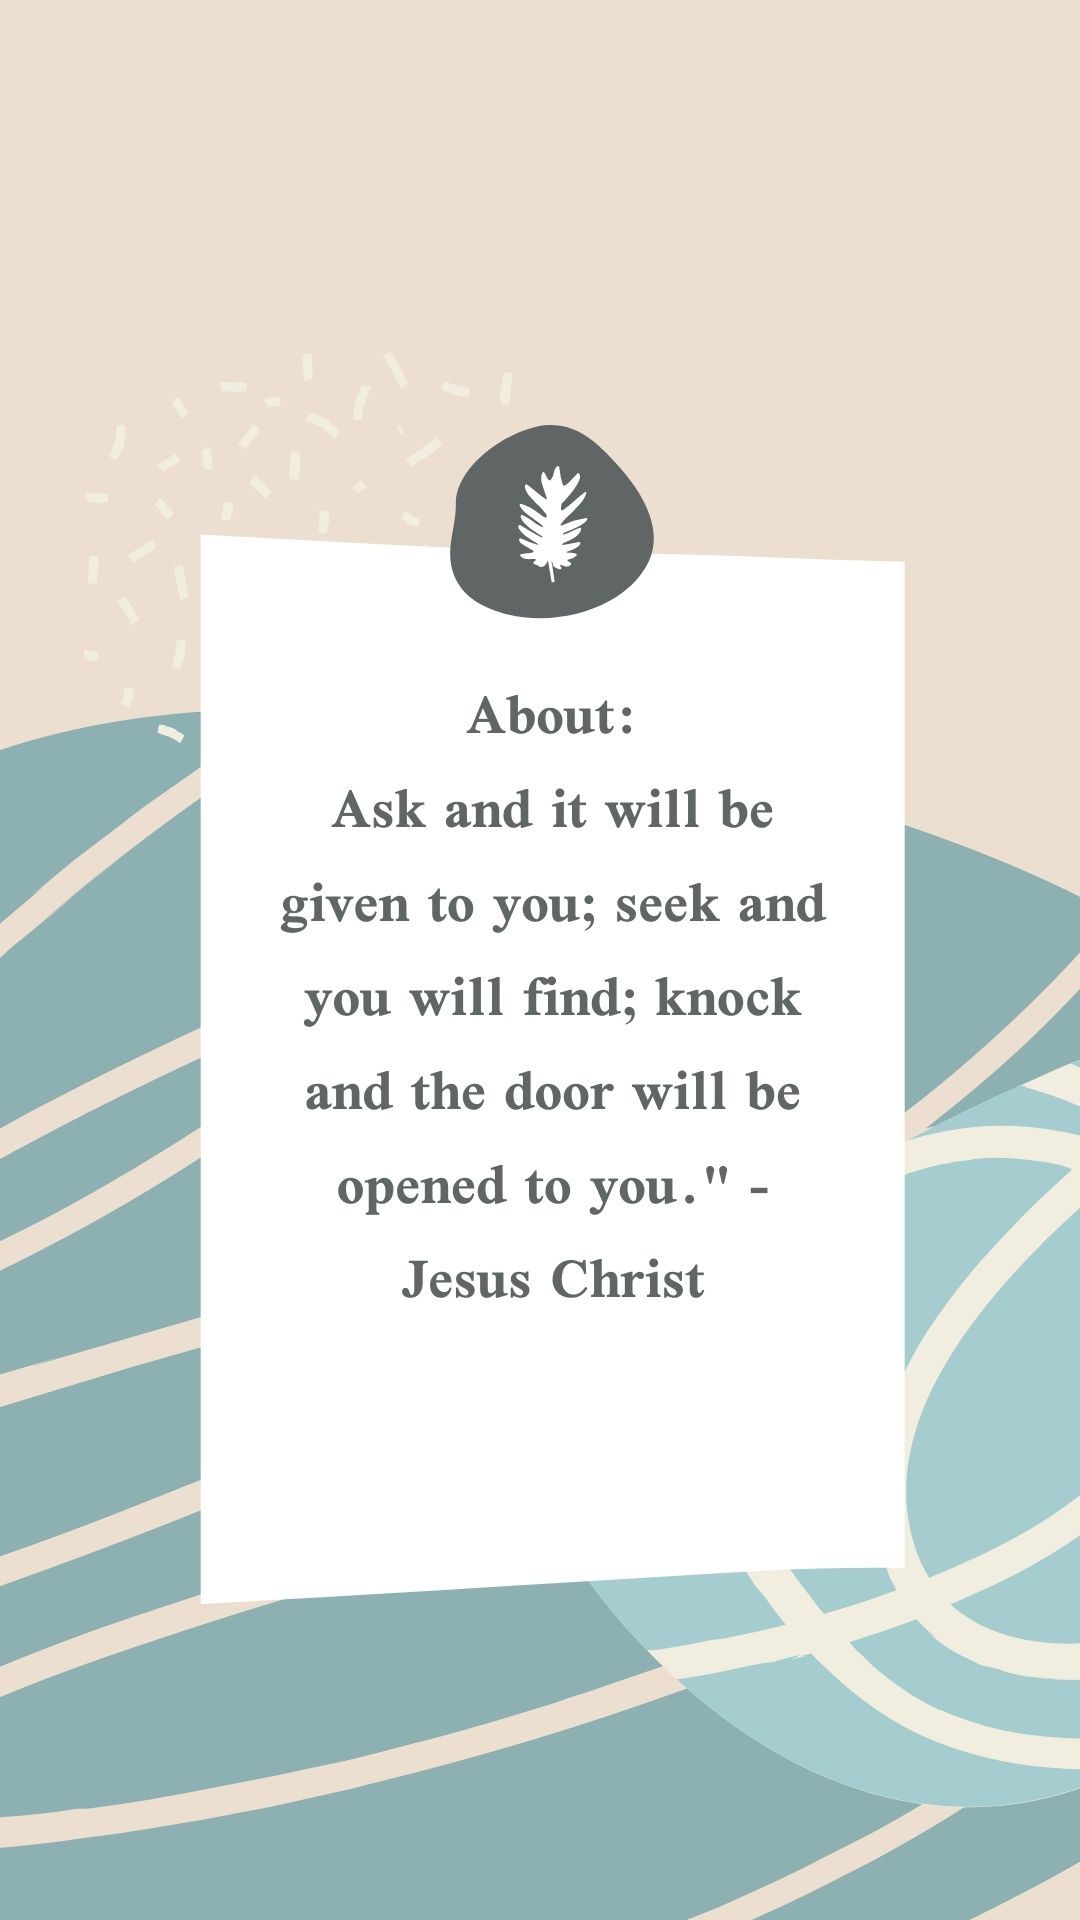 About:
Ask and it will be
given to you; seek and
you will find; knock
and the door will be
opened to you." -
Jesus Christ